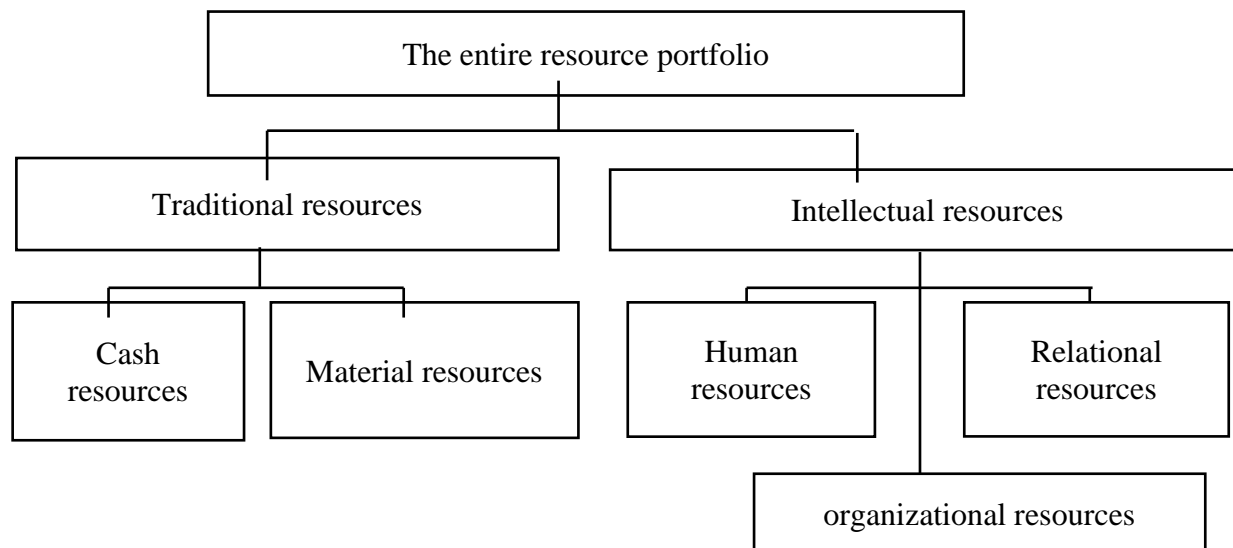 The entire resource portfolio
Traditional resources
Intellectual resources
Cash
resources
Material resources
Human
resources
Relational
resources
organizational resources